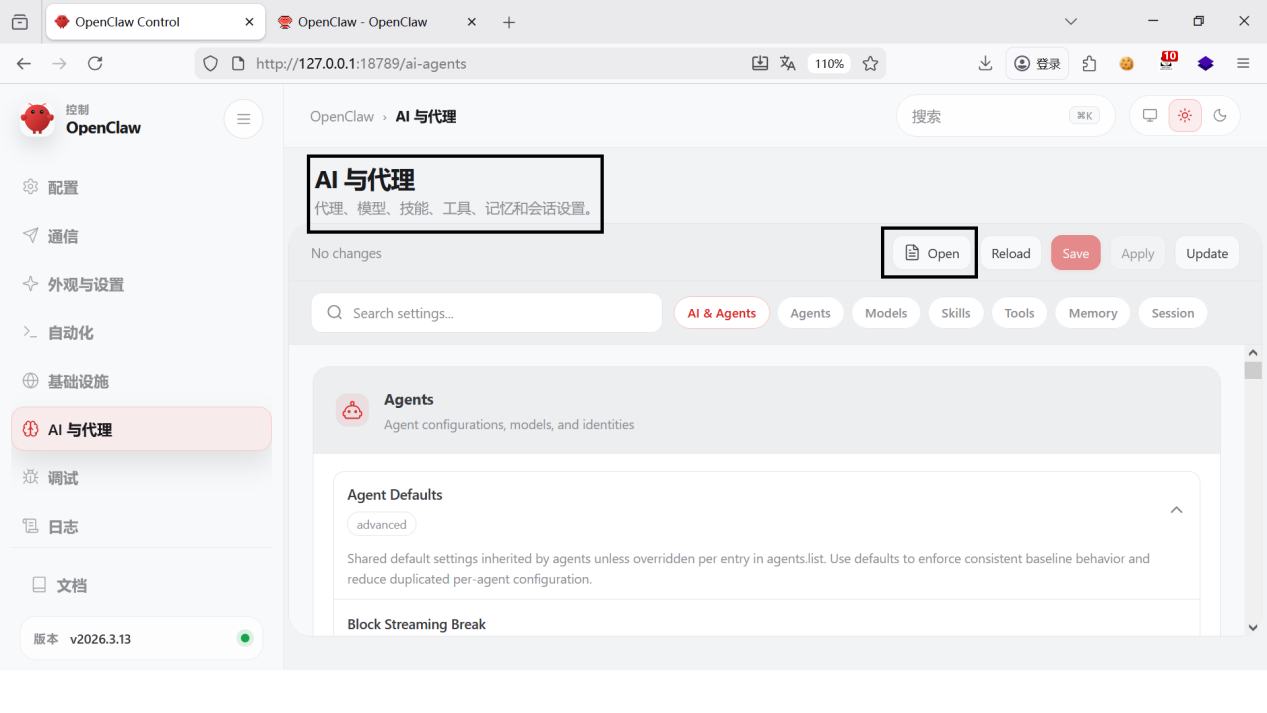 OpenClaw Control
OpenClaw - OpenClaw
http://127.0.0.1:18789/ai-agents
110%
登录
10
控制
OpenClaw
OpenClaw › AI 与代理
搜索
⌘K
配置
通信
外观与设置
自动化
基础设施
AI 与代理
调试
日志
文档
版本 v2026.3.13
AI 与代理
代理、模型、技能、工具、记忆和会话设置。
No changes
Open
Reload
Save
Apply
Update
Search settings...
AI & Agents
Agents
Models
Skills
Tools
Memory
Session
Agents
Agent configurations, models, and identities
Agent Defaults
advanced
Shared default settings inherited by agents unless overridden per entry in agents.list. Use defaults to enforce consistent baseline behavior and
reduce duplicated per-agent configuration.
Block Streaming Break